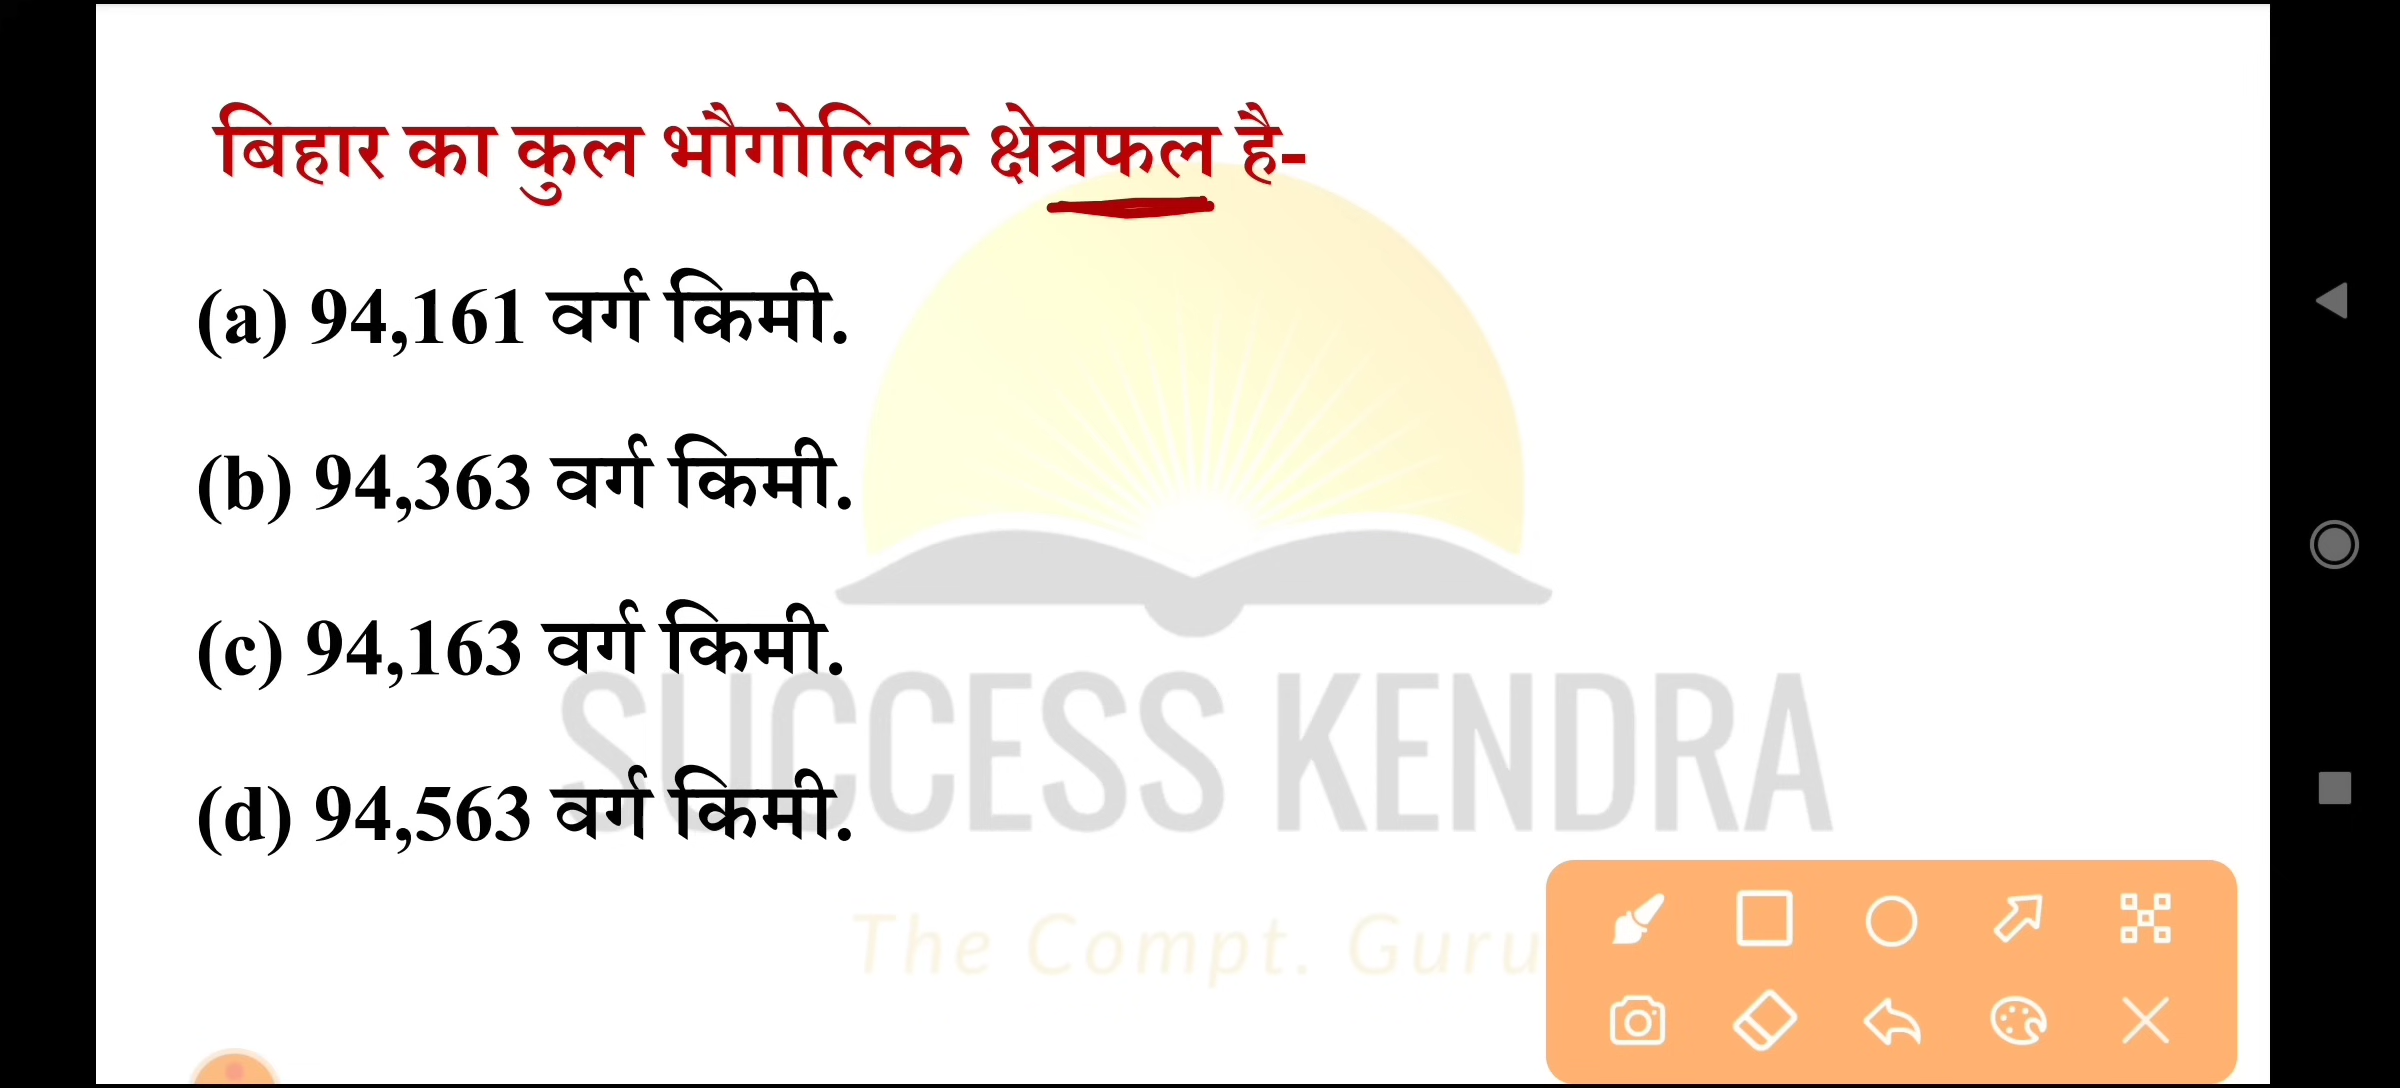 बिहार का कुल भौगोलिक क्षेत्रफल है-
(a) 94,161 वर्ग किमी.
(b) 94,363 वर्ग किमी.
(c) 94,163 वर्ग किमी.
(d) 94,563 वर्ग किमी.
SUCCESS KENDRA
The Compt. Guru